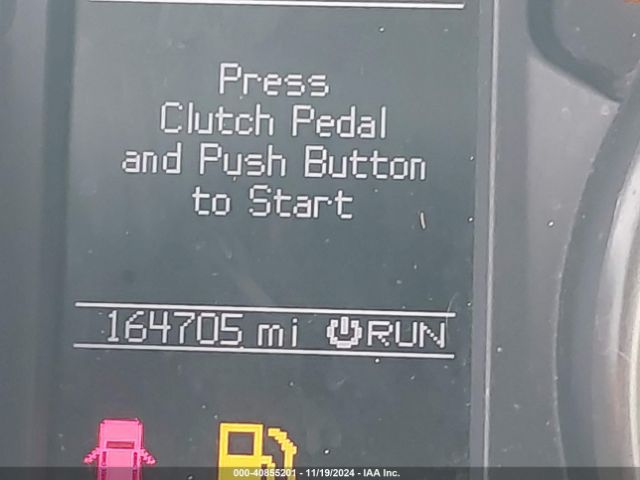 Press
Clutch Pedal
and Push Button
to Start
164705 mi RUN
000-40855201 - 11/19/2024 - IAA Inc.